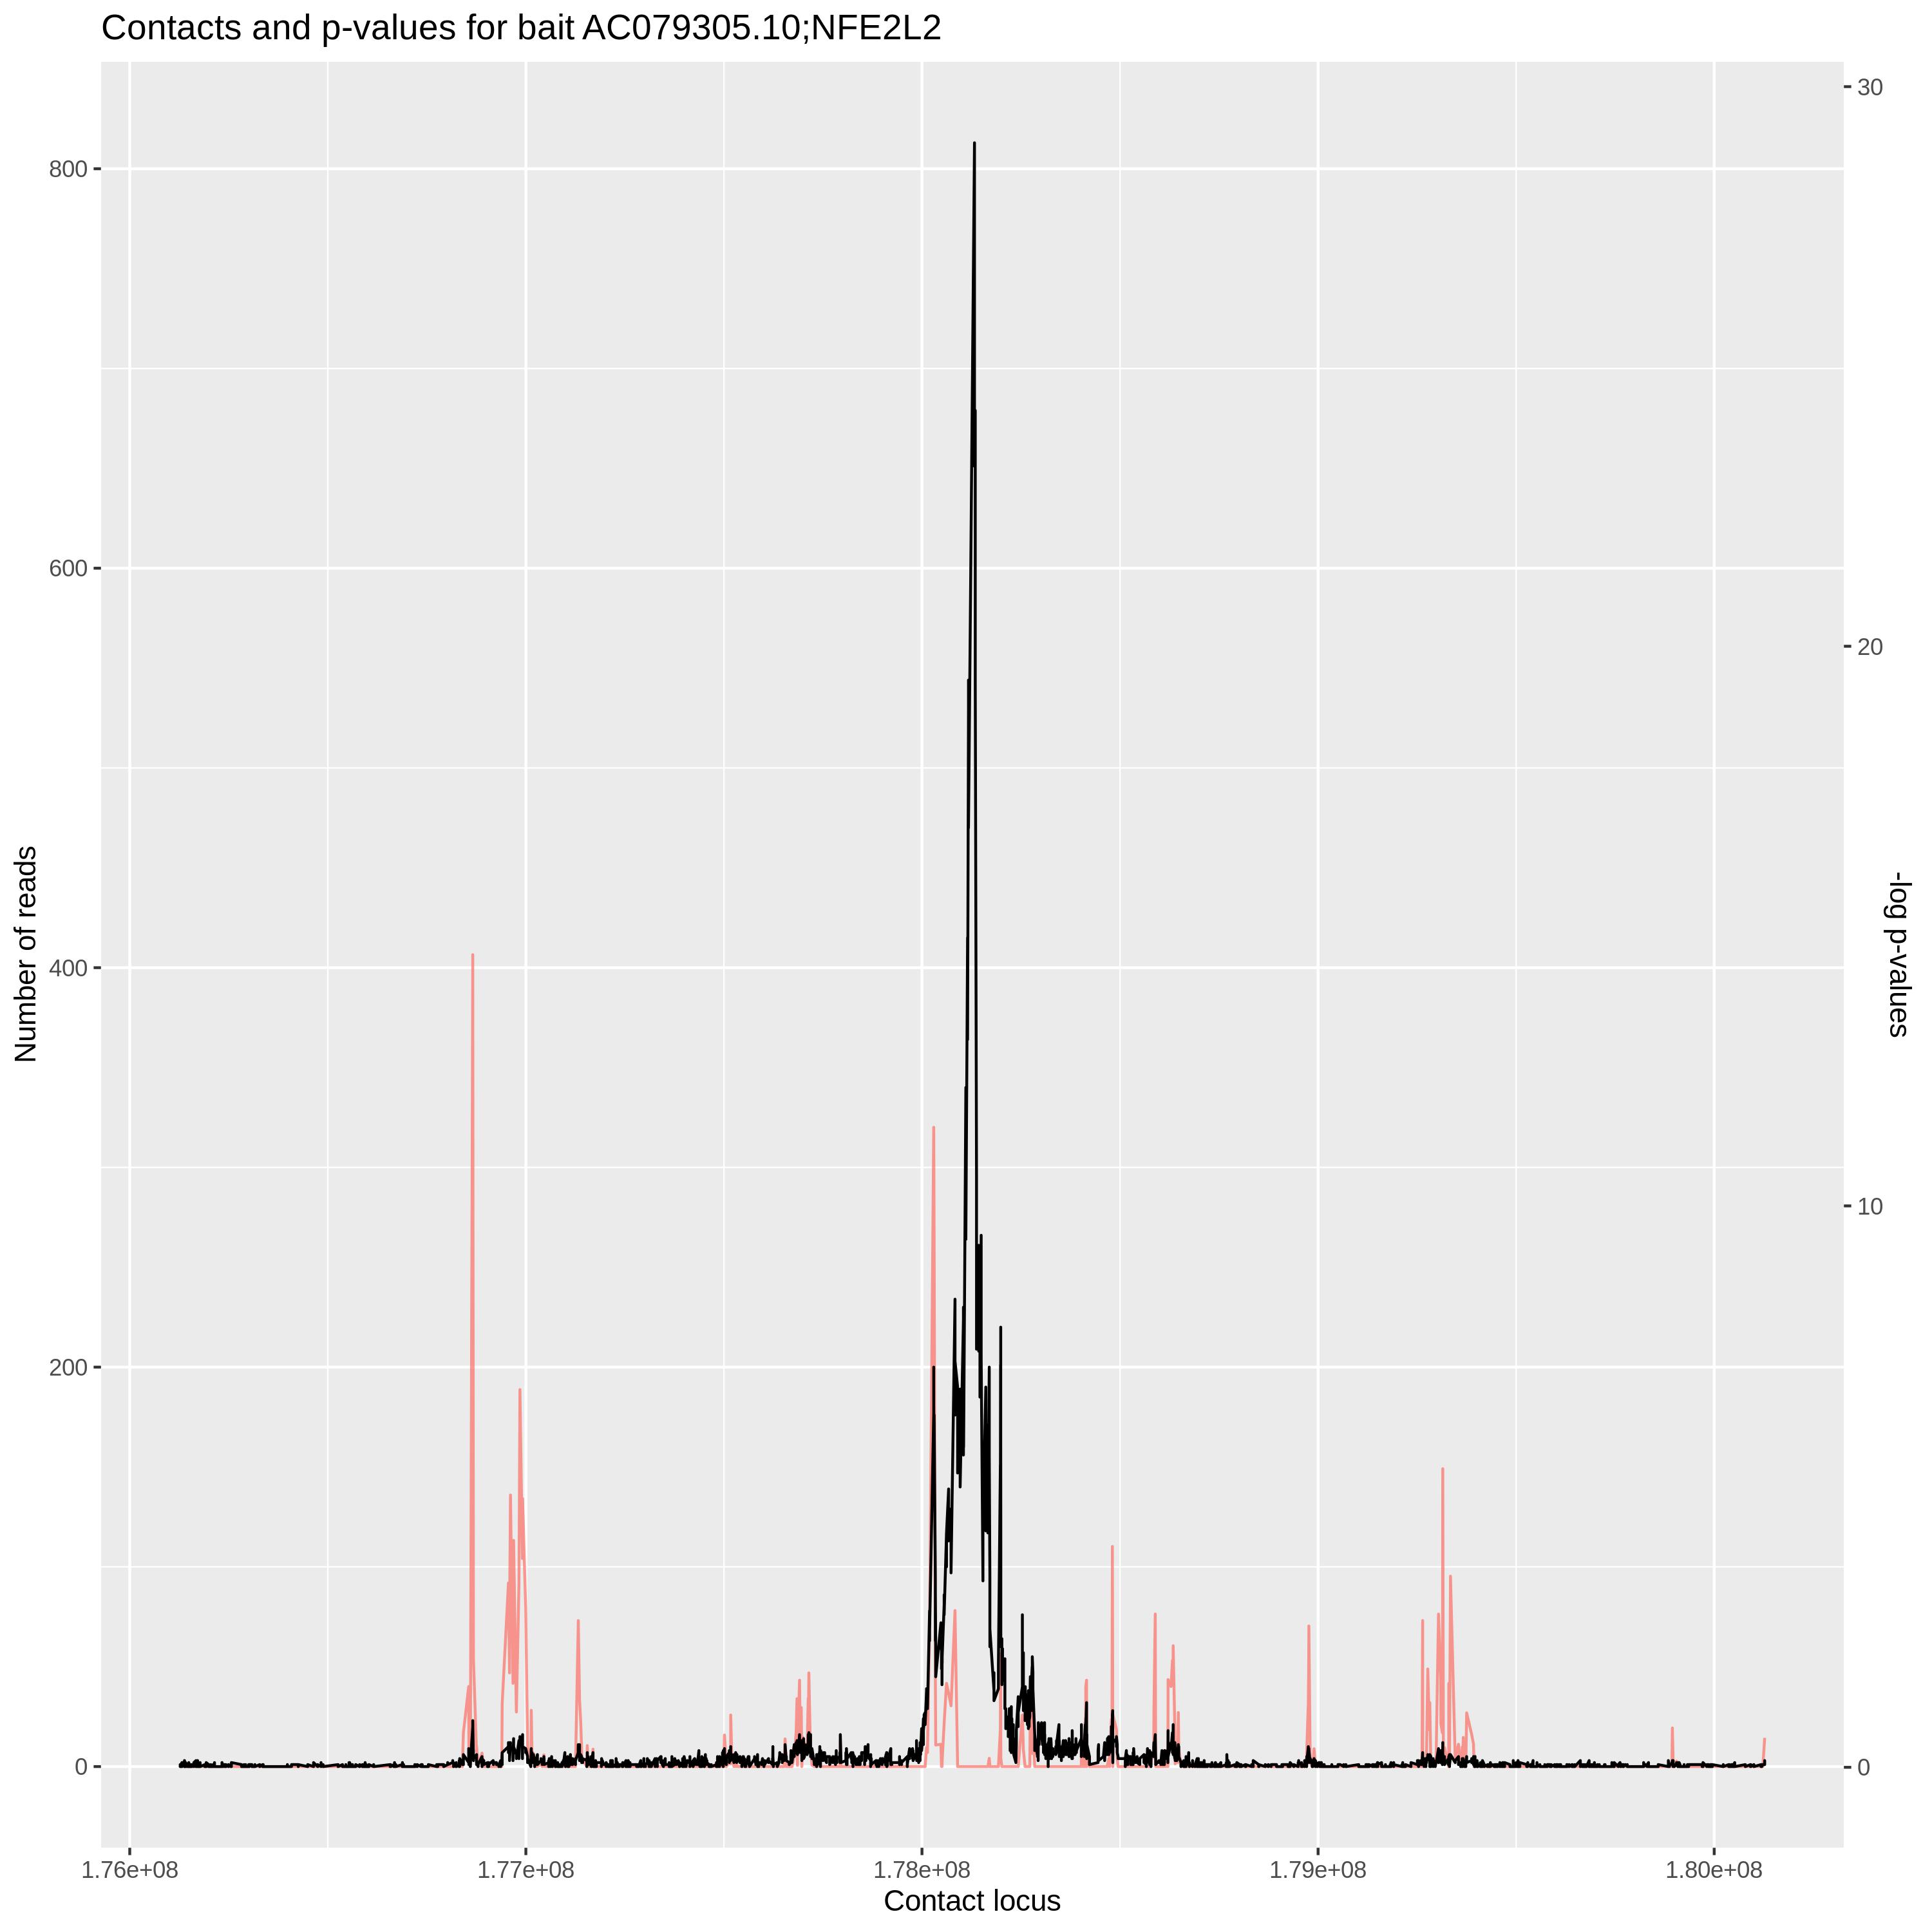 Contacts and p-values for bait AC079305.10;NFE2L2
30
800
600
20
Number of reads
-log p-values
400
10
200
0
0
1.76e+08
1.77e+08
1.78e+08
1.79e+08
1.80e+08
Contact locus